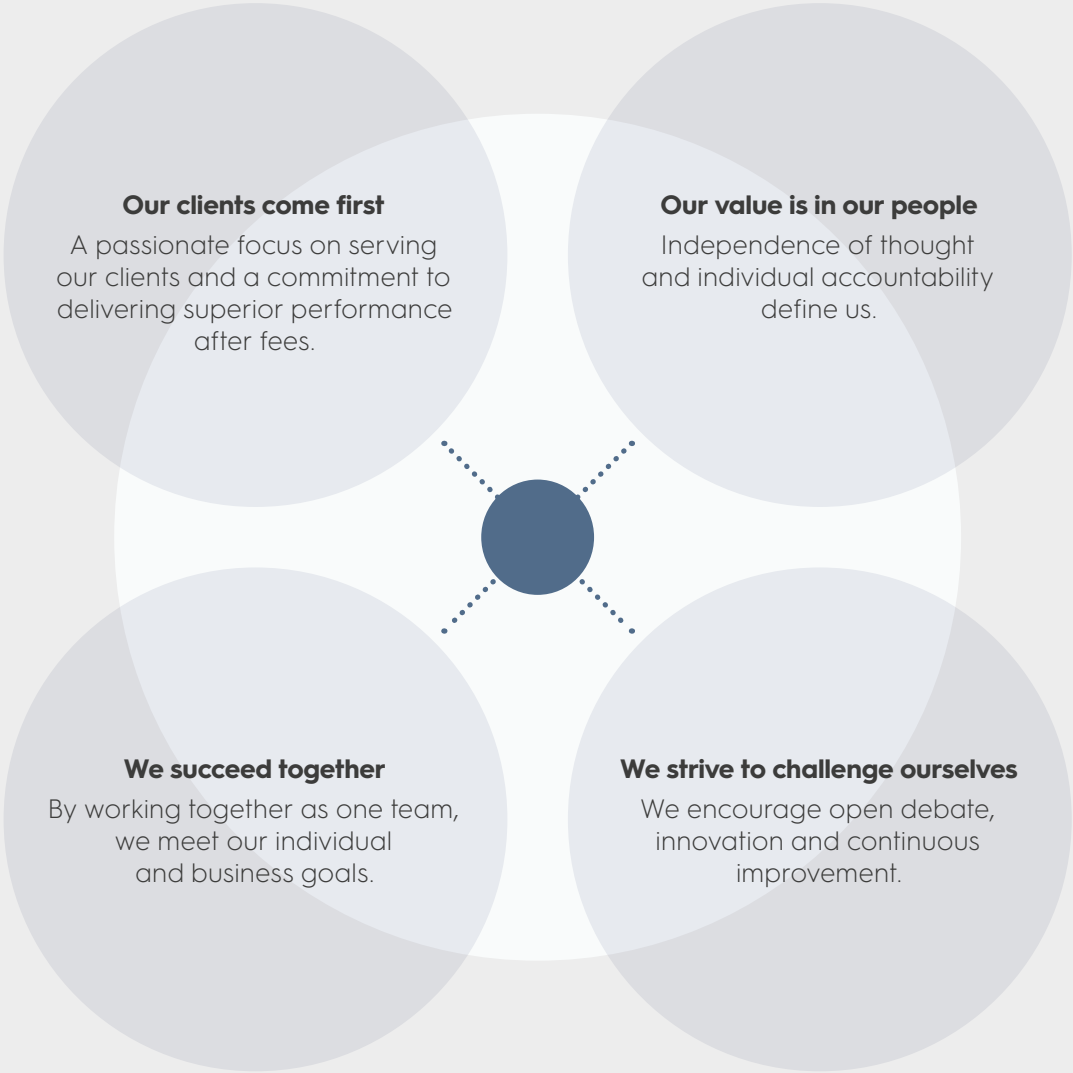 Our clients come first
A passionate focus on serving
our clients and a commitment to
delivering superior performance
after fees.
Our value is in our people
Independence of thought
and individual accountability
define us.
We succeed together
By working together as one team,
we meet our individual
and business goals.
We strive to challenge ourselves
We encourage open debate,
innovation and continuous
improvement.